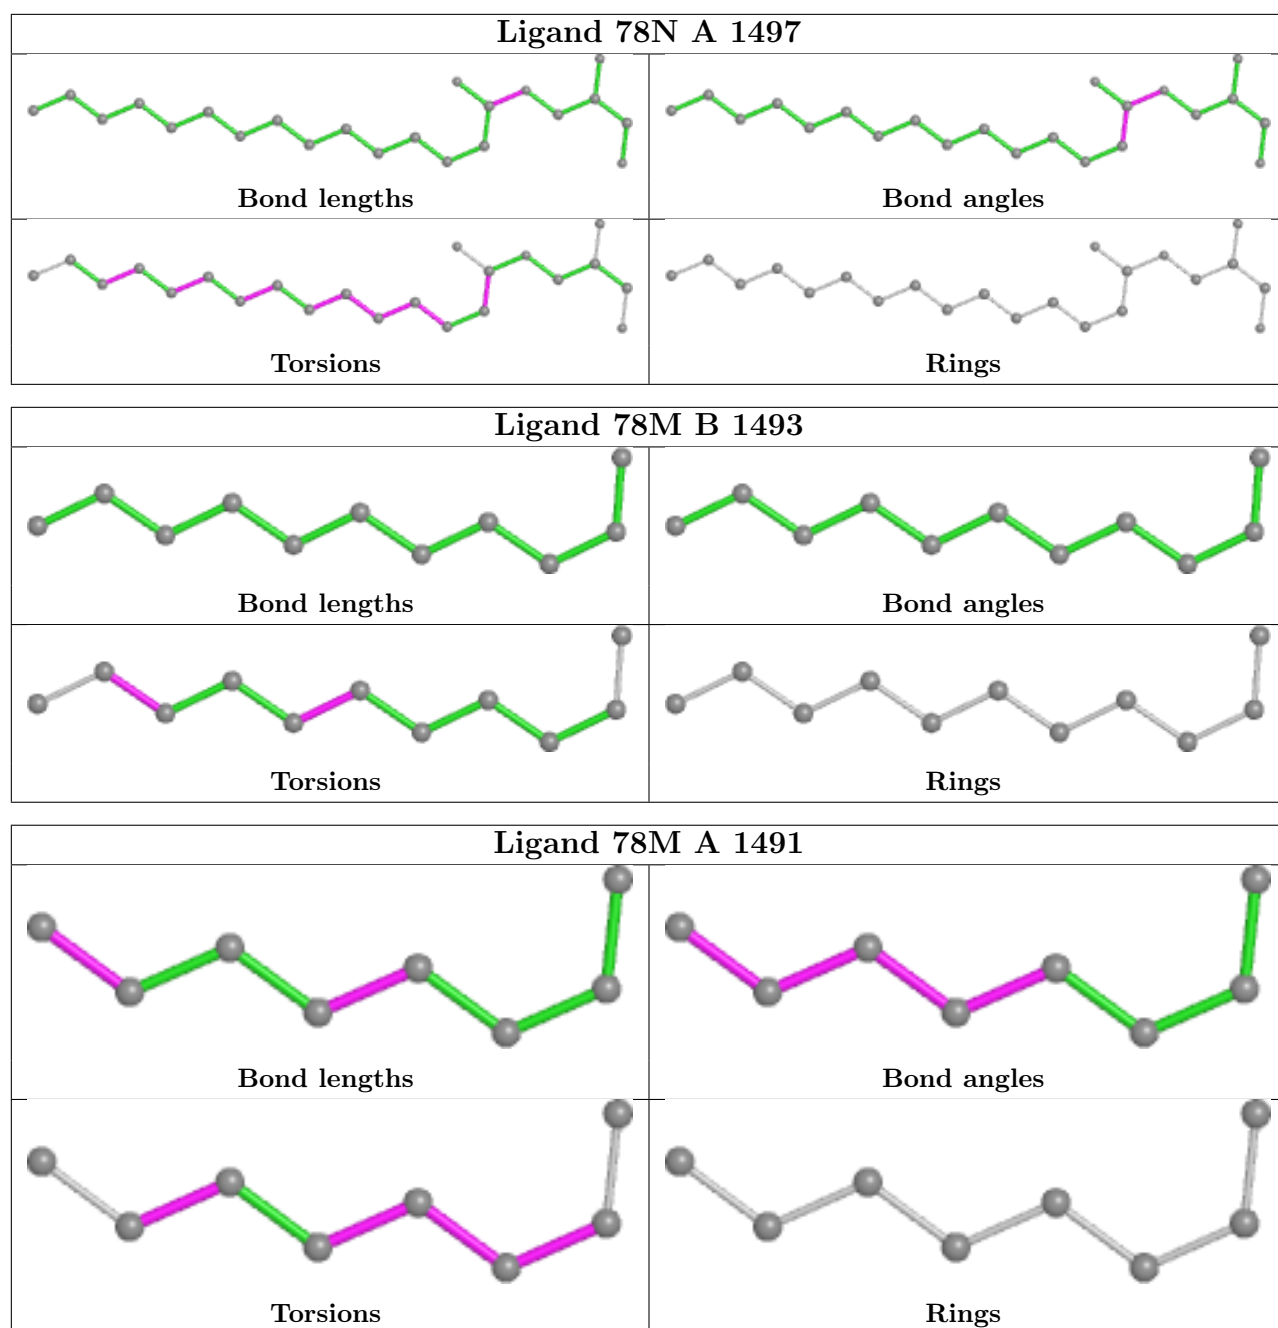 Ligand 78N A 1497
Bond lengths
Bond angles
Torsions
Rings
Ligand 78M B 1493
Bond lengths
Bond angles
Torsions
Rings
Ligand 78M A 1491
Bond lengths
Bond angles
Torsions
Rings